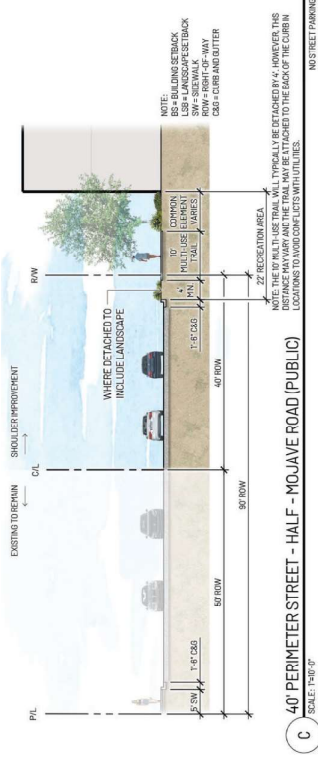 EXISTING TO REMAIN
SHOULDER IMPROVEMENT
P/L
C/L
R/W
WHERE DETACHED TO
INCLUDE LANDSCAPE
NOTE:
BS = BUILDING SETBACK
LSB = LANDSCAPE SETBACK
SW = SIDEWALK
ROW = RIGHT-OF-WAY
C&G = CURB AND GUTTER
5' SW
1'-6" C&G
1'-6" C&G
4'
MIN.
10'
MULTI-USE
TRAIL
COMMON
ELEMENT
VARIES
50' ROW
40' ROW
22' RECREATION AREA
90' ROW
NOTE: THE 10' MULTI-USE TRAIL WILL TYPICALLY BE DETACHED BY 4'. HOWEVER, THIS
DISTANCE MAY VARY AND THE TRAIL MAY BE ATTACHED TO THE BACK OF THE CURB IN
LOCATIONS TO AVOID CONFLICTS WITH UTILITIES.
C
40' PERIMETER STREET - HALF - MOJAVE ROAD (PUBLIC)
SCALE: 1"=10'-0"
NO STREET PARKING